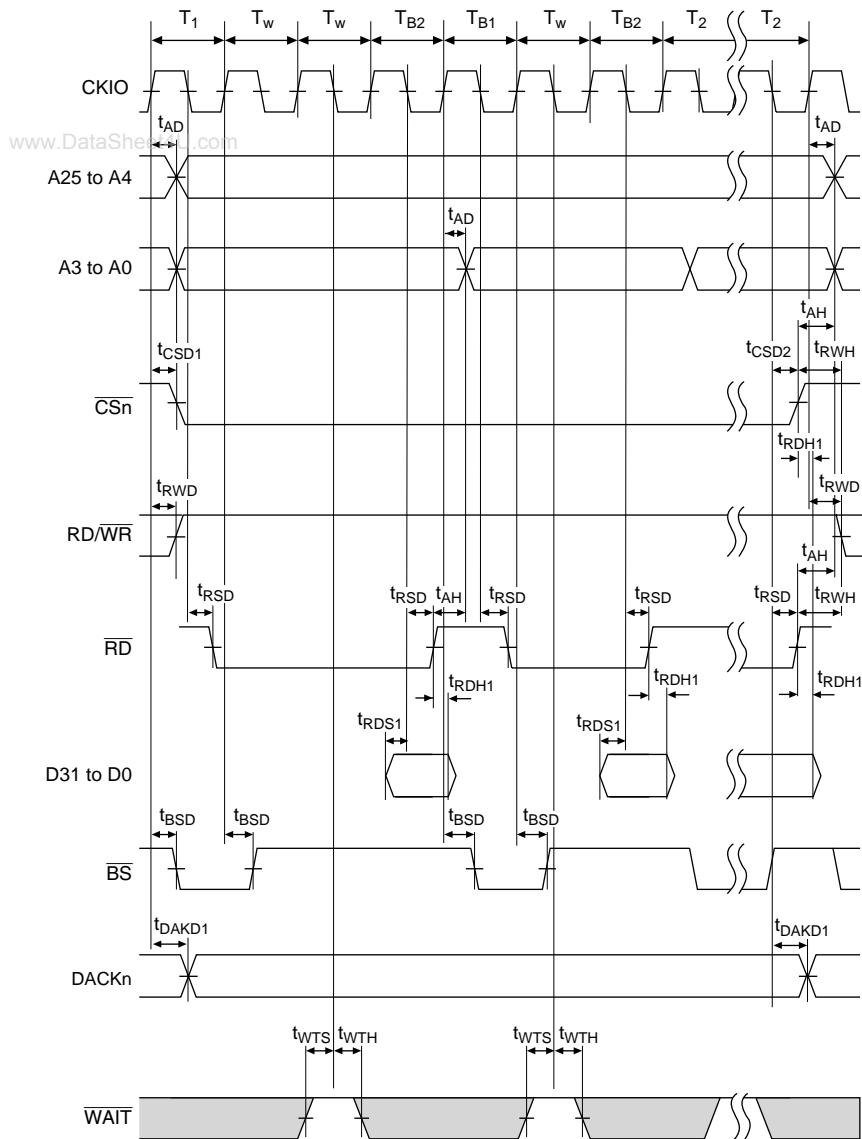 T1 Tw Tw TB2 TB1 Tw TB2 T2 T2
CKIO
www.DataSheet4U.com
tAD tAD
A25 to A4
tAD
A3 to A0
tAH
tCSD1 tCSD2 tRWH
CSn
tRDH1
tRWD tRWD
RD/WR
tAH
tRSD tRSD tAH tRSD tRSD tRSD tRWH
RD
tRDH1 tRDH1 tRDH1
tRDS1 tRDS1
D31 to D0
tBSD tBSD tBSD tBSD
BS
tDAKD1 tDAKD1
DACKn
tWTS tWTH tWTS tWTH
WAIT